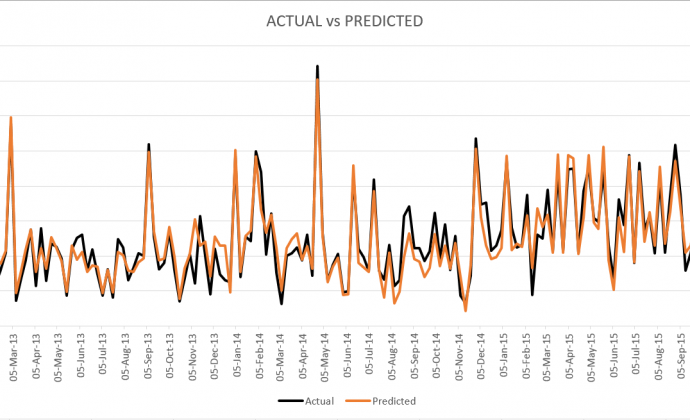 ACTUAL vs PREDICTED
05-Mar-13
05-Apr-13
05-May-13
05-Jun-13
05-Jul-13
05-Aug-13
05-Sep-13
05-Oct-13
05-Nov-13
05-Dec-13
05-Jan-14
05-Feb-14
05-Mar-14
05-Apr-14
05-May-14
05-Jun-14
05-Jul-14
05-Aug-14
05-Sep-14
05-Oct-14
05-Nov-14
05-Dec-14
05-Jan-15
05-Feb-15
05-Mar-15
05-Apr-15
05-May-15
05-Jun-15
05-Jul-15
05-Aug-15
05-Sep-15
Actual Predicted